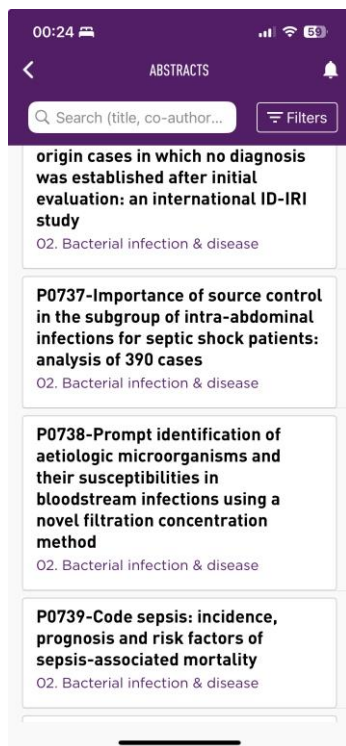 00:24
59
ABSTRACTS
Search (title, co-author...
Filters
origin cases in which no diagnosis
was established after initial
evaluation: an international ID-IRI
study
02. Bacterial infection & disease
P0737-Importance of source control
in the subgroup of intra-abdominal
infections for septic shock patients:
analysis of 390 cases
02. Bacterial infection & disease
P0738-Prompt identification of
aetiologic microorganisms and
their susceptibilities in
bloodstream infections using a
novel filtration concentration
method
02. Bacterial infection & disease
P0739-Code sepsis: incidence,
prognosis and risk factors of
sepsis-associated mortality
02. Bacterial infection & disease